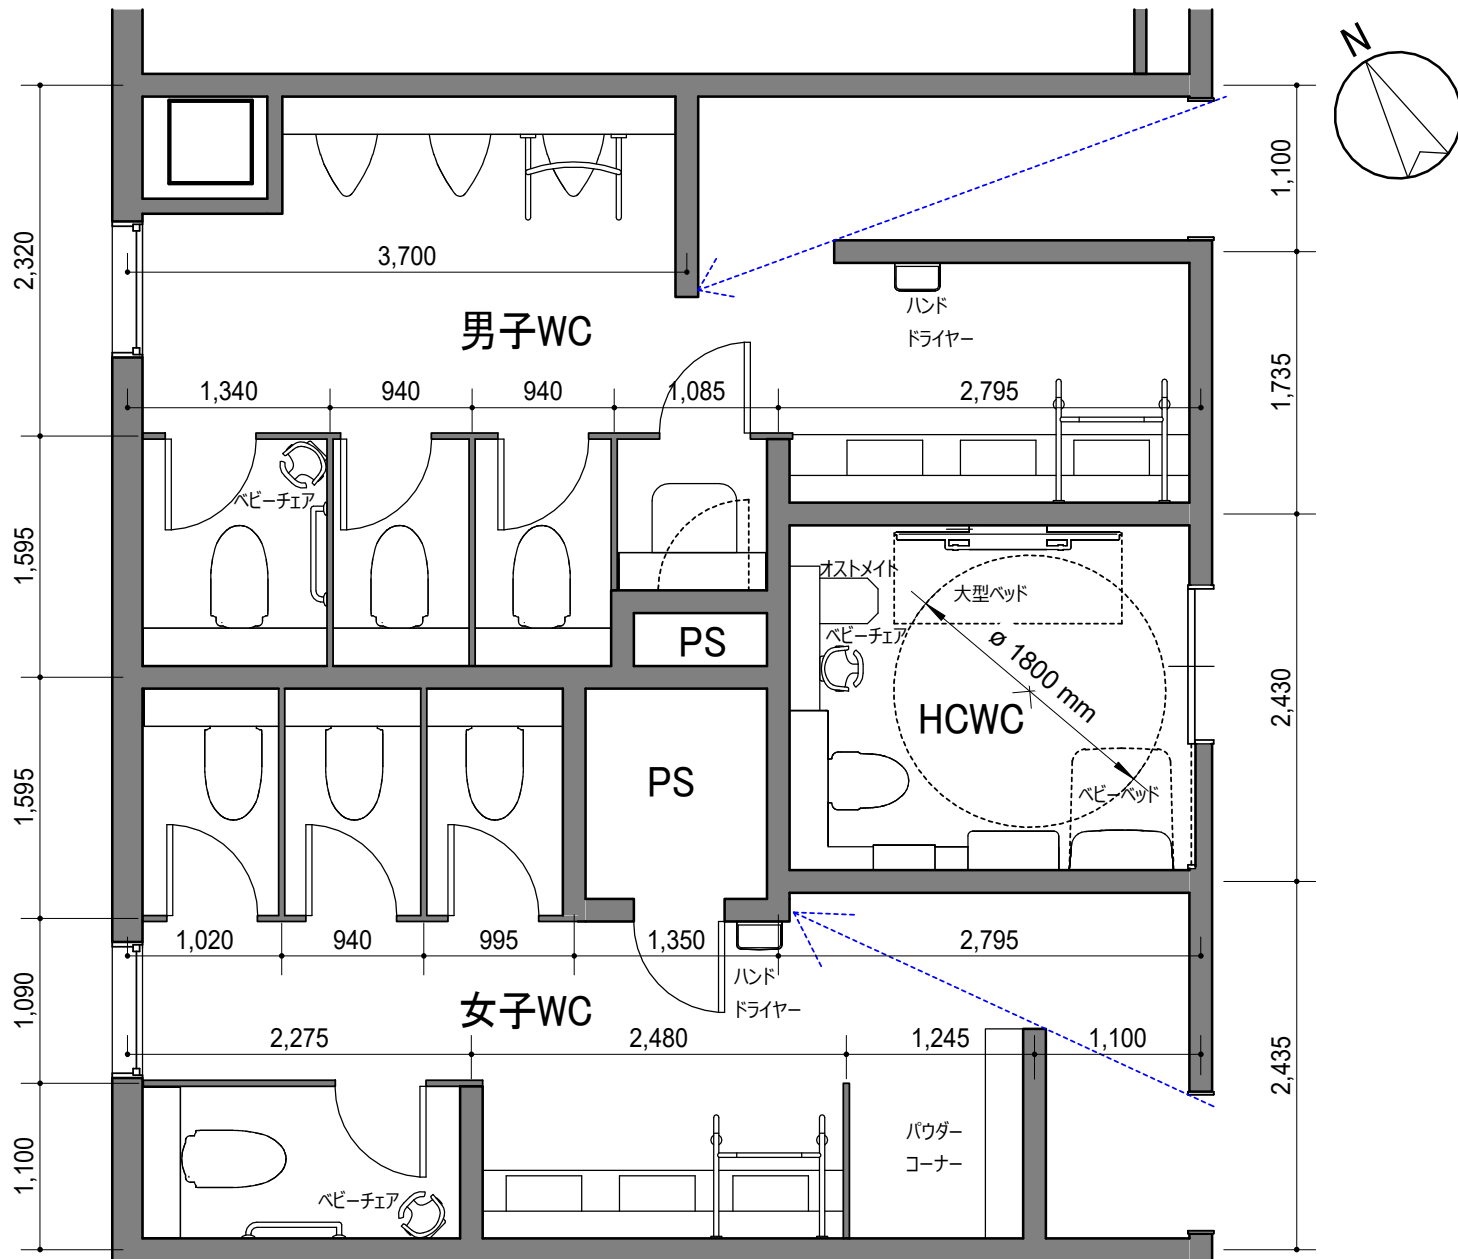 N
1,100
2,320
3,700
ハンド
ドライヤー
男子WC
1,340
940
940
1,085
2,795
1,735
ベビーチェア
1,595
オストメイト
大型ベッド
ベビーチェア
PS
ø 1800 mm
HCWC
2,430
PS
1,595
ベビーベッド
1,020
940
995
1,350
2,795
ハンド
ドライヤー
女子WC
1,090
2,275
2,480
1,245
1,100
2,435
パウダー
コーナー
1,100
ベビーチェア